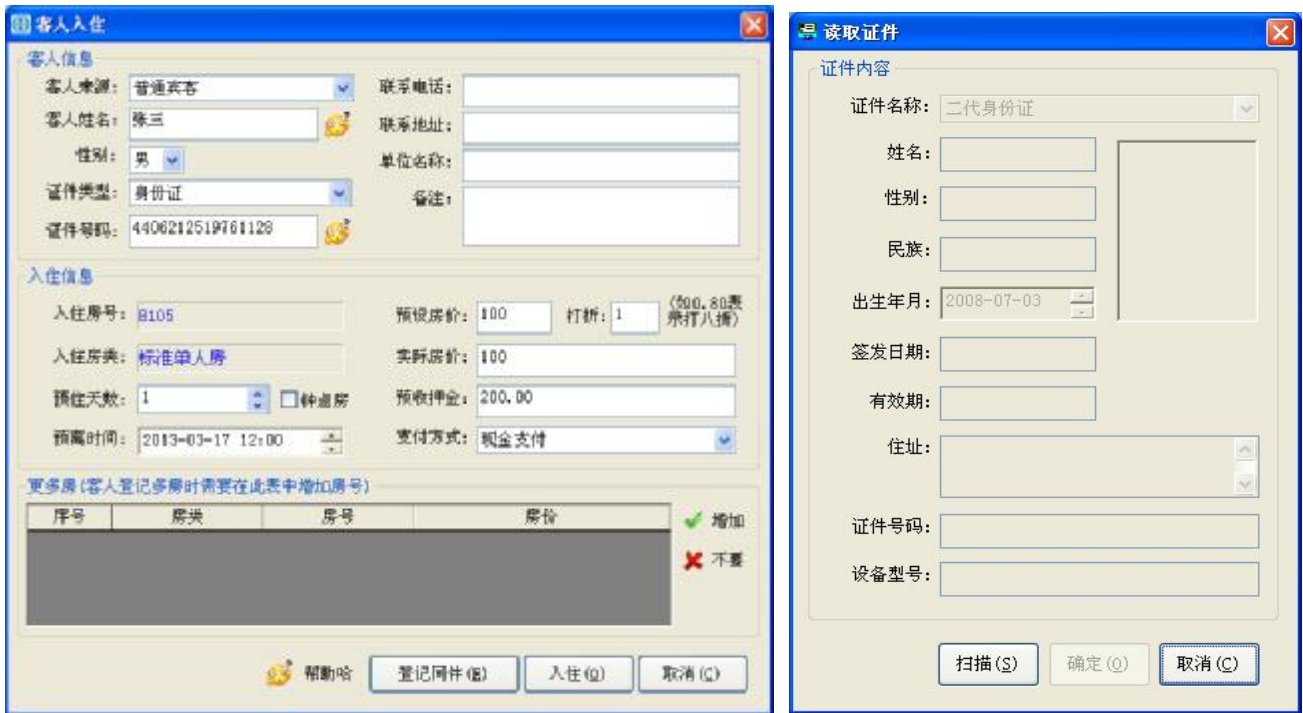 客人入住
客人信息
客人来源: 普通宾客
联系电话:
客人姓名: 张三
联系地址:
性别: 男
单位名称:
证件类型: 身份证
备注:
证件号码: 4406212519761128
入住信息
入住房号: B105
预设房价: 100 打折: 1 (如0.80表示打八折)
入住房类: 标准单人房
实际房价: 100
预住天数: 1 钟点房
预收押金: 200.00
预离时间: 2013-03-17 12:00
支付方式: 现金支付
更多房(客人登记多房时需要在此表中增加房号)
序号 房类 房号 房价
增加
不要
帮助哈 登记同伴(E) 入住(O) 取消(C)
读取证件
证件内容
证件名称: 二代身份证
姓名:
性别:
民族:
出生年月: 2008-07-03
签发日期:
有效期:
住址:
证件号码:
设备型号:
扫描(S) 确定(O) 取消(C)